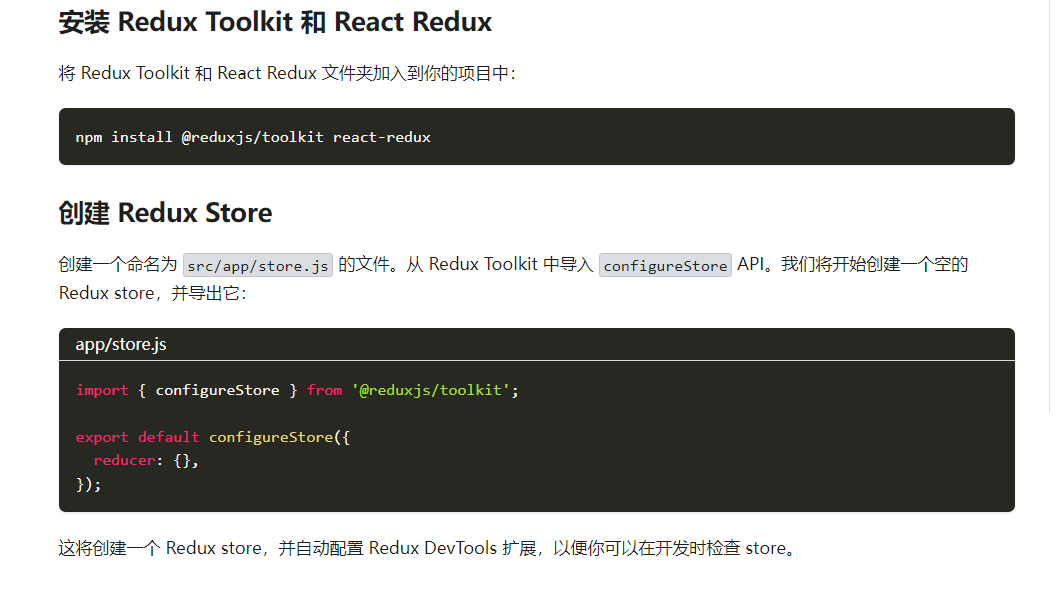 安装 Redux Toolkit 和 React Redux
将 Redux Toolkit 和 React Redux 文件夹加入到你的项目中：
npm install @reduxjs/toolkit react-redux
创建 Redux Store
创建一个命名为 src/app/store.js 的文件。从 Redux Toolkit 中导入 configureStore API。我们将开始创建一个空的
Redux store，并导出它：
app/store.js
import { configureStore } from '@reduxjs/toolkit';
export default configureStore({
  reducer: {},
});
这将创建一个 Redux store，并自动配置 Redux DevTools 扩展，以便你可以在开发时检查 store。